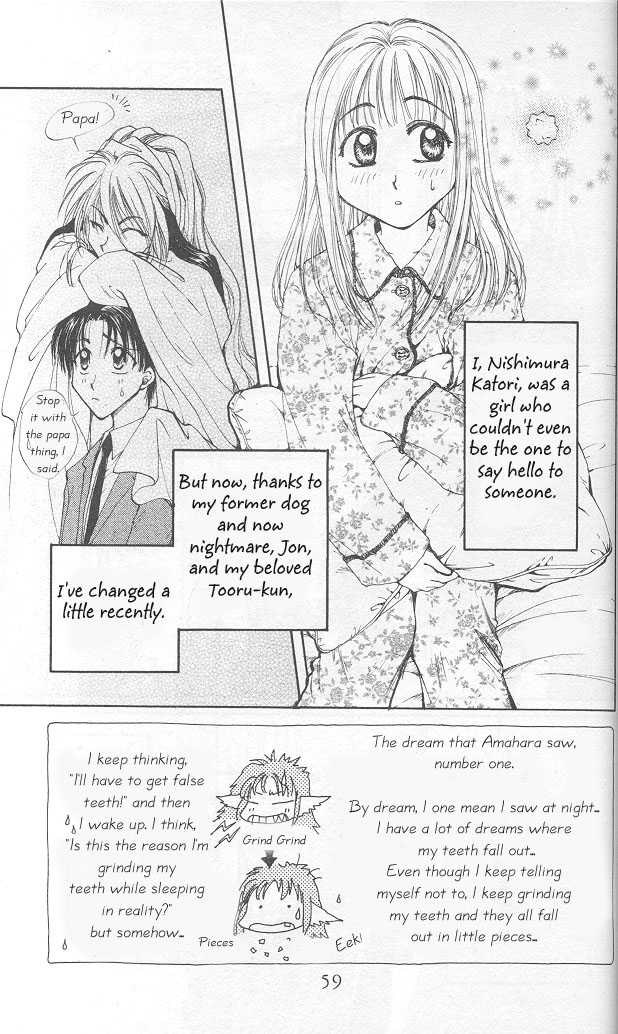 I, Nishimura
Katori, was a
girl who
couldn't even
be the one to
say hello to
someone.
Papa!
Stop
it with
the papa
thing, I
said.
But now, thanks to
my former dog
and now
nightmare, Jon,
and my beloved
Tooru-kun,
I've changed a
little recently.
The dream that Amahara saw,
number one.
By dream, I one mean I saw at night...
I have a lot of dreams where
my teeth fall out...
Even though I keep telling
myself not to, I keep grinding
my teeth and they all fall
out in little pieces...
Grind Grind
Pieces
Eek!
I keep thinking,
"I'll have to get false
teeth!" and then
I wake up. I think,
"Is this the reason I'm
grinding my
teeth while sleeping
in reality?"
but somehow...
59